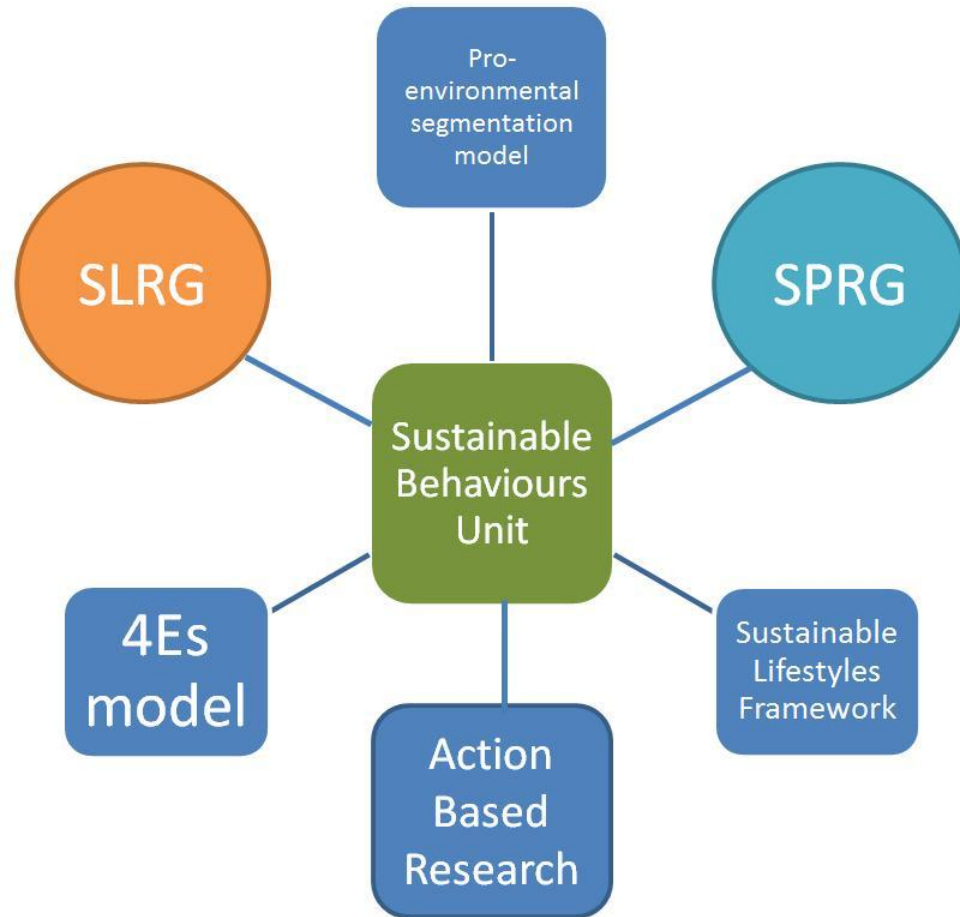 Pro-
environmental
segmentation
model
SLRG
SPRG
Sustainable
Behaviours
Unit
4Es
model
Sustainable
Lifestyles
Framework
Action
Based
Research